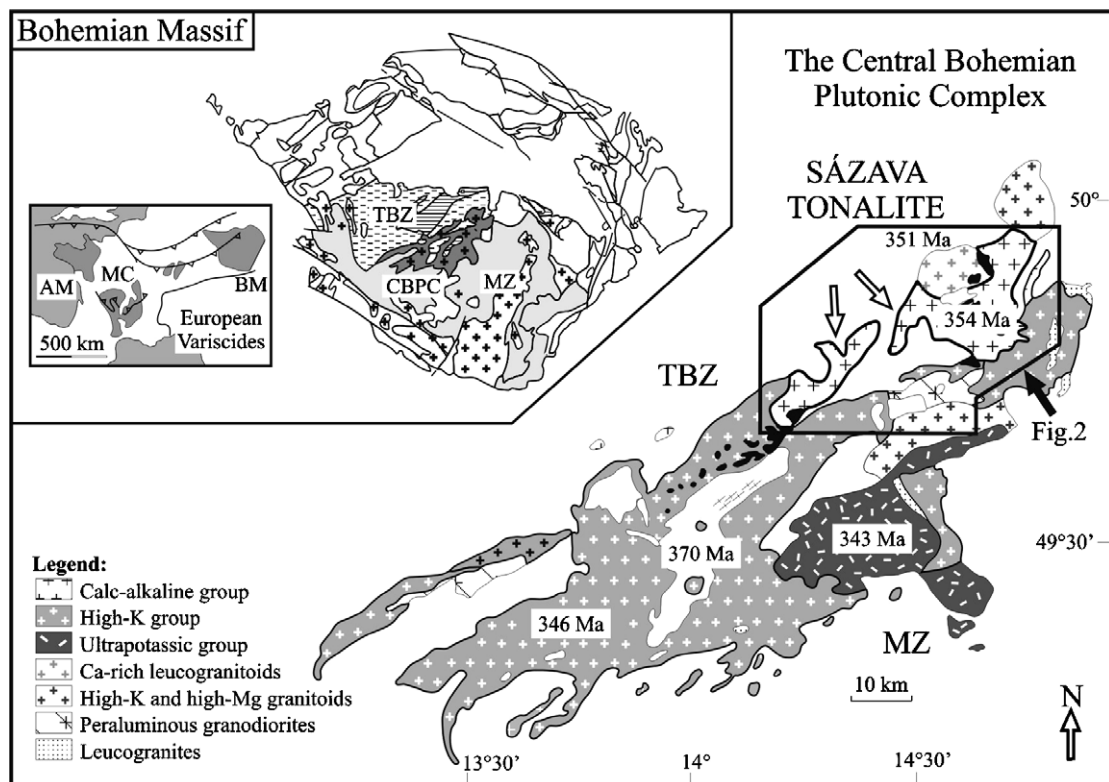 Bohemian Massif
The Central Bohemian
Plutonic Complex
SÁZAVA
TONALITE
50°
351 Ma
354 Ma
TBZ
CBPC
MZ
AM
MC
BM
500 km
European
Variscides
TBZ
Fig.2
370 Ma
343 Ma
49°30'
346 Ma
MZ
10 km
N
Legend:
Calc-alkaline group
High-K group
Ultrapotassic group
Ca-rich leucogranitoids
High-K and high-Mg granitoids
Peraluminous granodiorites
Leucogranites
13°30'
14°
14°30'